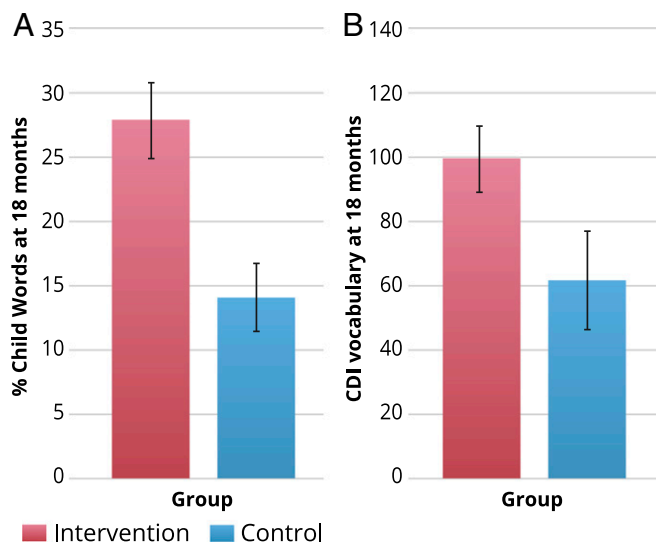 A
% Child Words at 18 months
35
30
25
20
15
10
5
0
Group
B
CDI vocabulary at 18 months
140
120
100
80
60
40
20
0
Group
Intervention Control